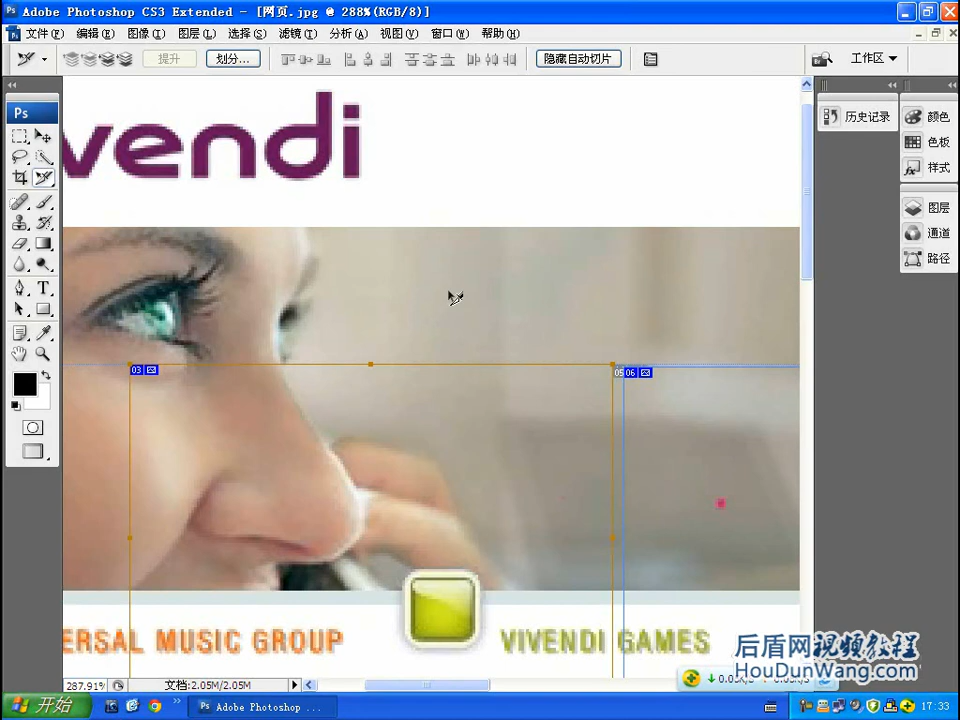 Adobe Photoshop CS3 Extended - [网页.jpg @ 288%(RGB/8)]
文件(F) 编辑(E) 图像(I) 图层(L) 选择(S) 滤镜(T) 分析(A) 视图(V) 窗口(W) 帮助(H)
提升 划分... 隐藏自动切片 工作区
Ps
历史记录
颜色
色板
样式
图层
通道
路径
vendi
03
05 06
ERSAL MUSIC GROUP
VIVENDI GAMES
后盾网视频教程
HouDunWang.com
287.91% 文档:2.05M/2.05M
开始 Adobe Photoshop ... 17:33